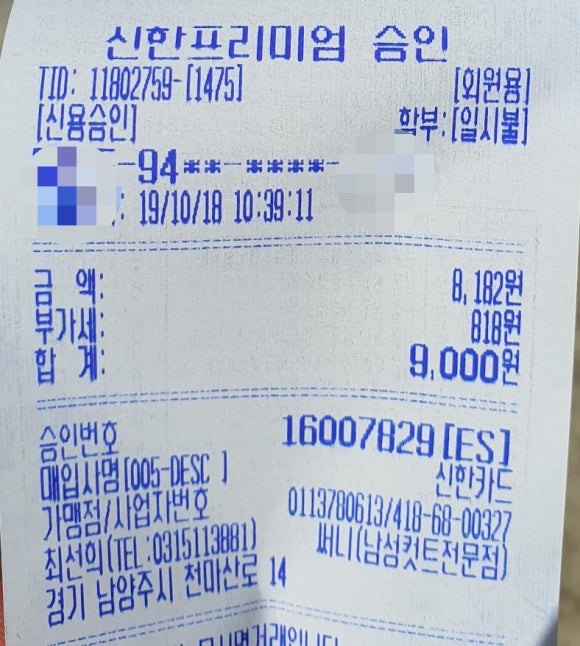 신한프리미엄 승인
TID: 11802759-[1475] [회원용]
[신용승인] 할부:[일시불]
-94**-****-
: 19/10/18 10:39:11
금 액: 8,182원
부가세: 818원
합 계: 9,000원
승인번호 16007829[ES]
매입사명[005-DESC ] 신한카드
가맹점/사업자번호 0113780613/418-68-00327
최선희(TEL:0315113881) 써니(남성컷트전문점)
경기 남양주시 천마산로 14